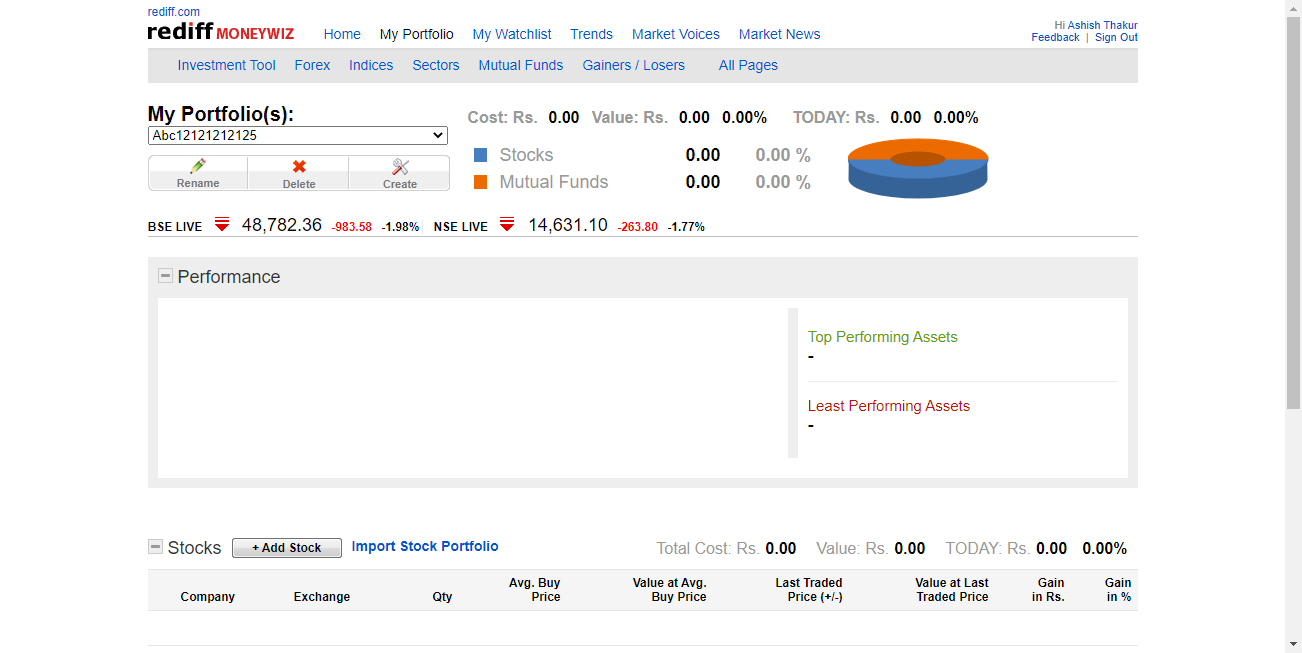 rediff.com
rediff MONEYWIZ Home My Portfolio My Watchlist Trends Market Voices Market News
Hi Ashish Thakur
Feedback | Sign Out
Investment Tool Forex Indices Sectors Mutual Funds Gainers / Losers All Pages
My Portfolio(s):
Abc12121212125
Rename Delete Create
Cost: Rs. 0.00 Value: Rs. 0.00 0.00% TODAY: Rs. 0.00 0.00%
Stocks 0.00 0.00 %
Mutual Funds 0.00 0.00 %
BSE LIVE 48,782.36 -983.58 -1.98% NSE LIVE 14,631.10 -263.80 -1.77%
Performance
Top Performing Assets
-
Least Performing Assets
-
Stocks + Add Stock Import Stock Portfolio Total Cost: Rs. 0.00 Value: Rs. 0.00 TODAY: Rs. 0.00 0.00%
Company Exchange Qty Avg. Buy Price Value at Avg. Buy Price Last Traded Price (+/-) Value at Last Traded Price Gain in Rs. Gain in %